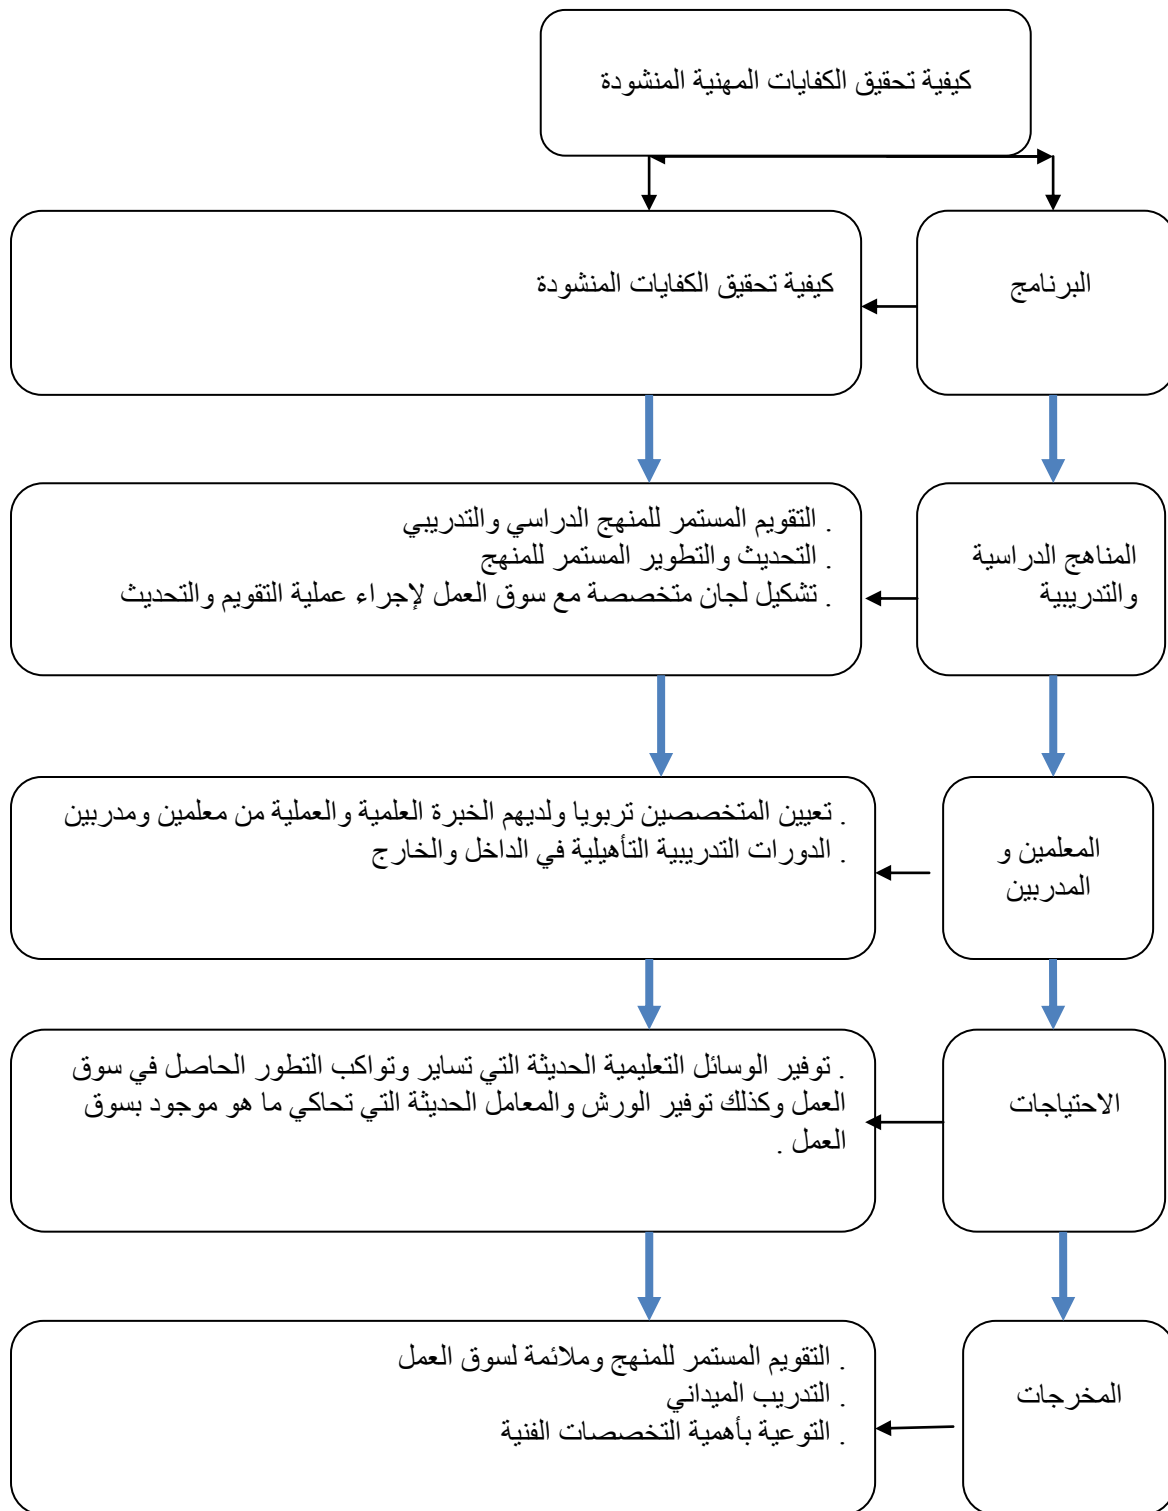 كيفية تحقيق الكفايات المهنية المنشودة
البرنامج
كيفية تحقيق الكفايات المنشودة
المناهج الدراسية
والتدريبية
. التقويم المستمر للمنهج الدراسي والتدريبي
. التحديث والتطوير المستمر للمنهج
. تشكيل لجان متخصصة مع سوق العمل لإجراء عملية التقويم والتحديث
المعلمين و
المدربين
. تعيين المتخصصين تربويا ولديهم الخبرة العلمية والعملية من معلمين ومدربين
. الدورات التدريبية التأهيلية في الداخل والخارج
الاحتياجات
. توفير الوسائل التعليمية الحديثة التي تساير وتواكب التطور الحاصل في سوق
العمل وكذلك توفير الورش والمعامل الحديثة التي تحاكي ما هو موجود بسوق
العمل .
المخرجات
. التقويم المستمر للمنهج وملائمة لسوق العمل
. التدريب الميداني
. التوعية بأهمية التخصصات الفنية